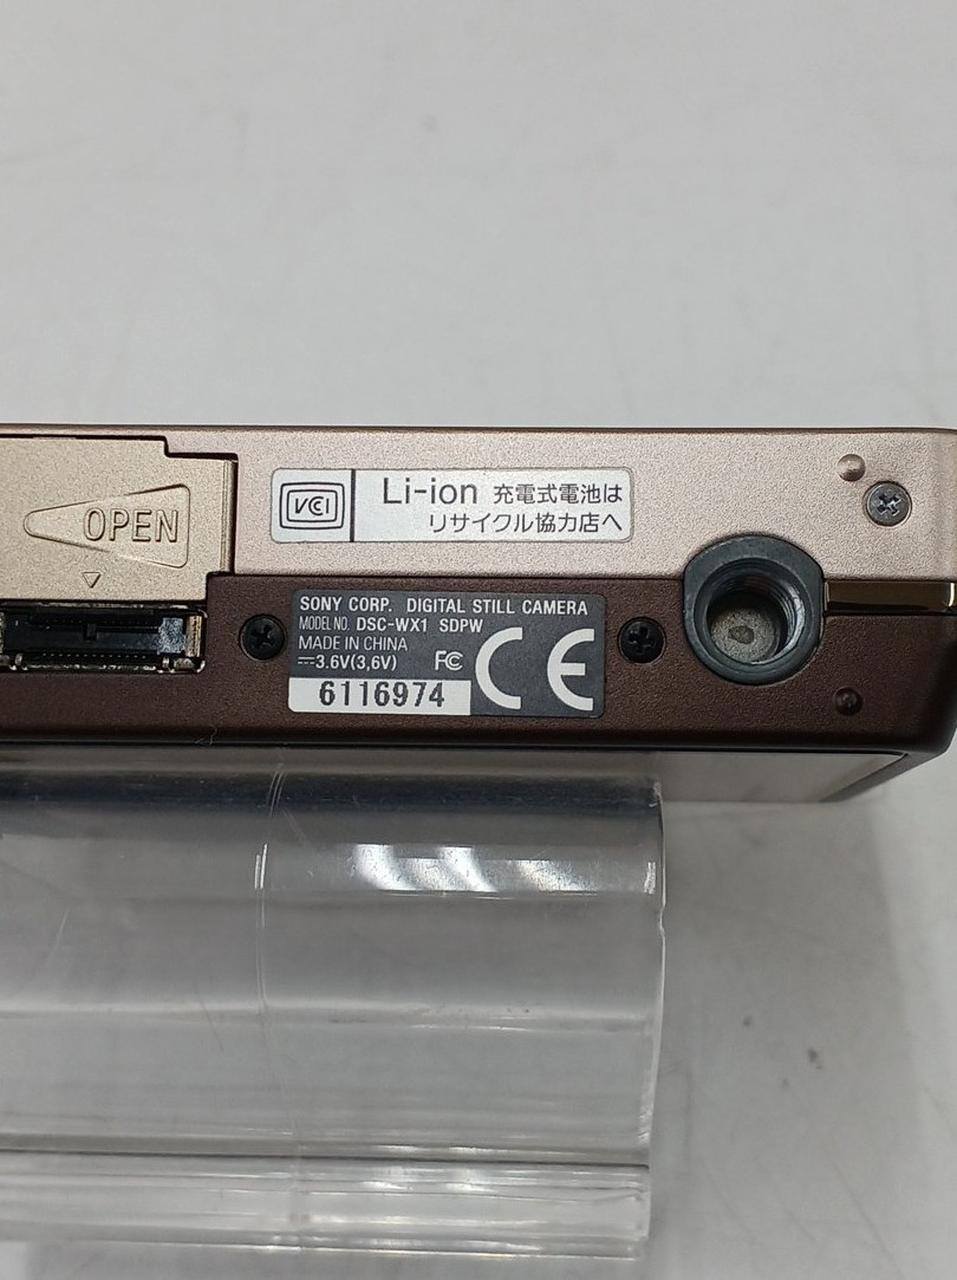 VCI
Li-ion 充電式電池は
リサイクル協力店へ
OPEN
SONY CORP. DIGITAL STILL CAMERA
MODEL NO. DSC-WX1 SDPW
MADE IN CHINA
⎓3.6V(3,6V) FC CE
6116974